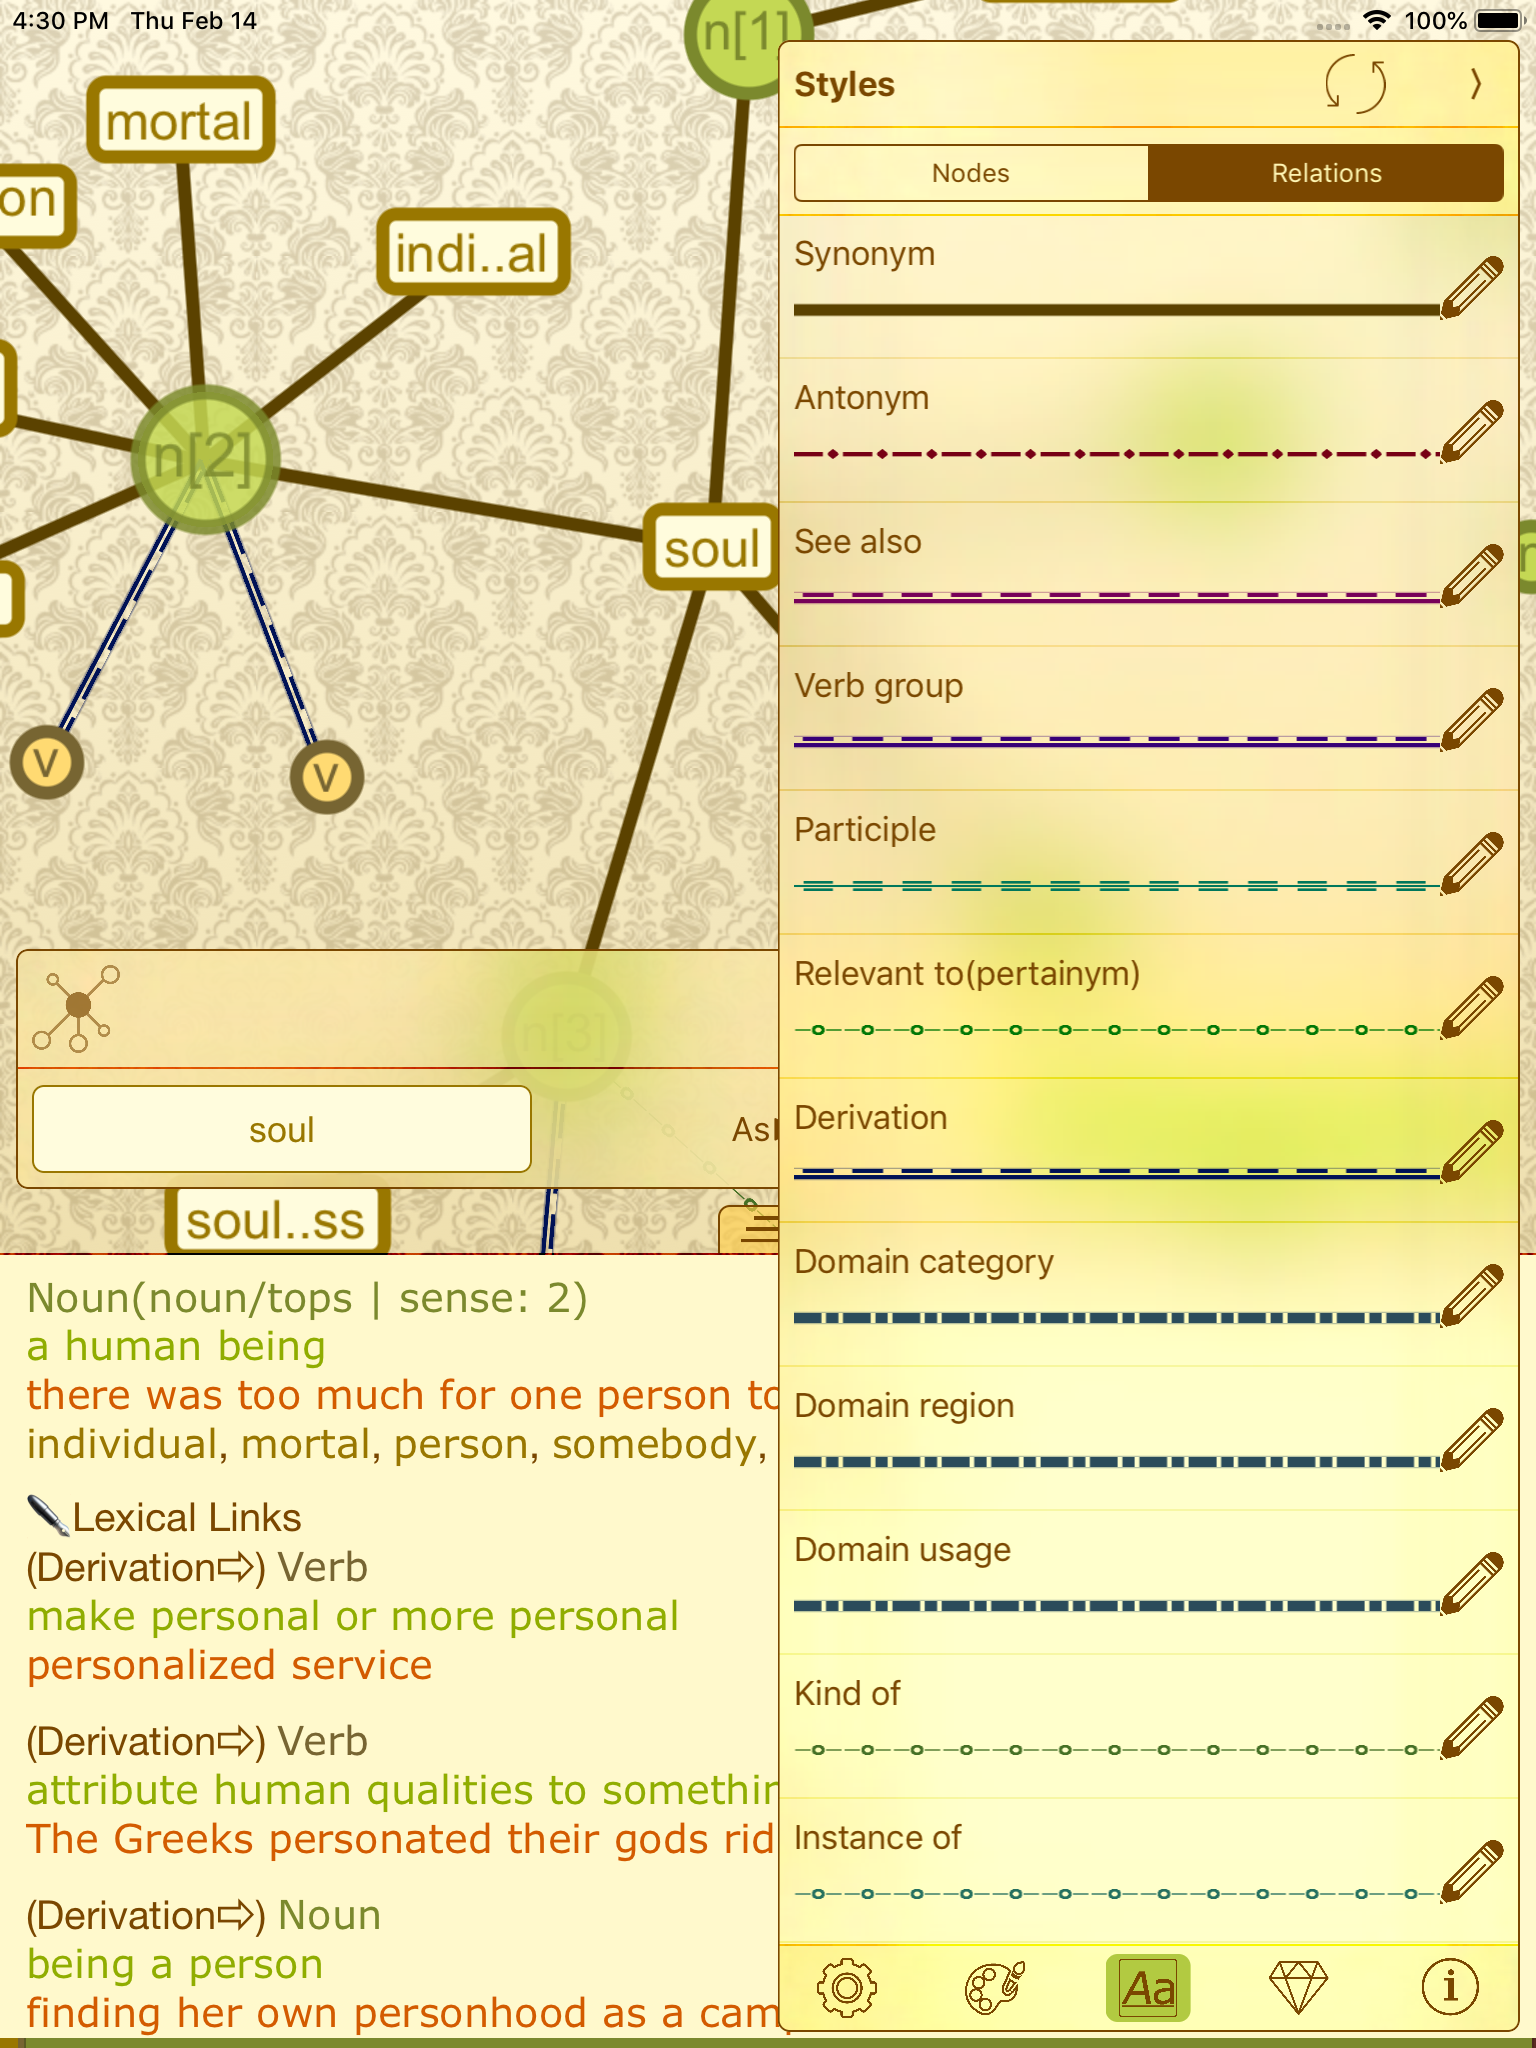 4:30 PM Thu Feb 14
100%
n[1]
mortal
on
indi..al
n[2]
soul
v
v
n[3]
soul
As
soul..ss
Noun(noun/tops | sense: 2)
a human being
there was too much for one person to
individual, mortal, person, somebody,
Lexical Links
(Derivation⇨) Verb
make personal or more personal
personalized service
(Derivation⇨) Verb
attribute human qualities to somethin
The Greeks personated their gods rid
(Derivation⇨) Noun
being a person
finding her own personhood as a cam
Styles
Nodes
Relations
Synonym
Antonym
See also
Verb group
Participle
Relevant to(pertainym)
Derivation
Domain category
Domain region
Domain usage
Kind of
Instance of
Aa
i